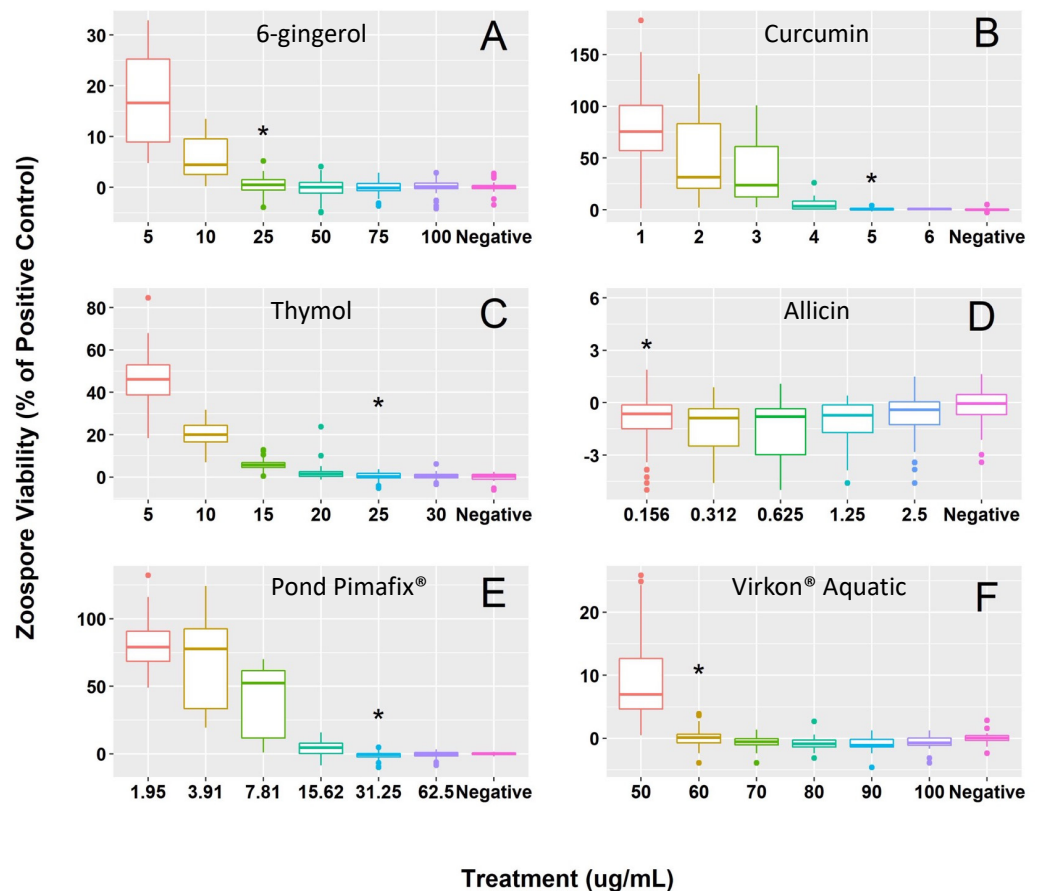 Zoospore Viability (% of Positive Control)
6-gingerol
A
30
20
10
0
*
5 10 25 50 75 100 Negative
Curcumin
B
150
100
50
0
*
1 2 3 4 5 6 Negative
Thymol
C
80
60
40
20
0
*
5 10 15 20 25 30 Negative
Allicin
D
6
3
0
-3
*
0.156 0.312 0.625 1.25 2.5 Negative
Pond Pimafix®
E
100
50
0
*
1.95 3.91 7.81 15.62 31.25 62.5 Negative
Virkon® Aquatic
F
20
10
0
*
50 60 70 80 90 100 Negative
Treatment (ug/mL)